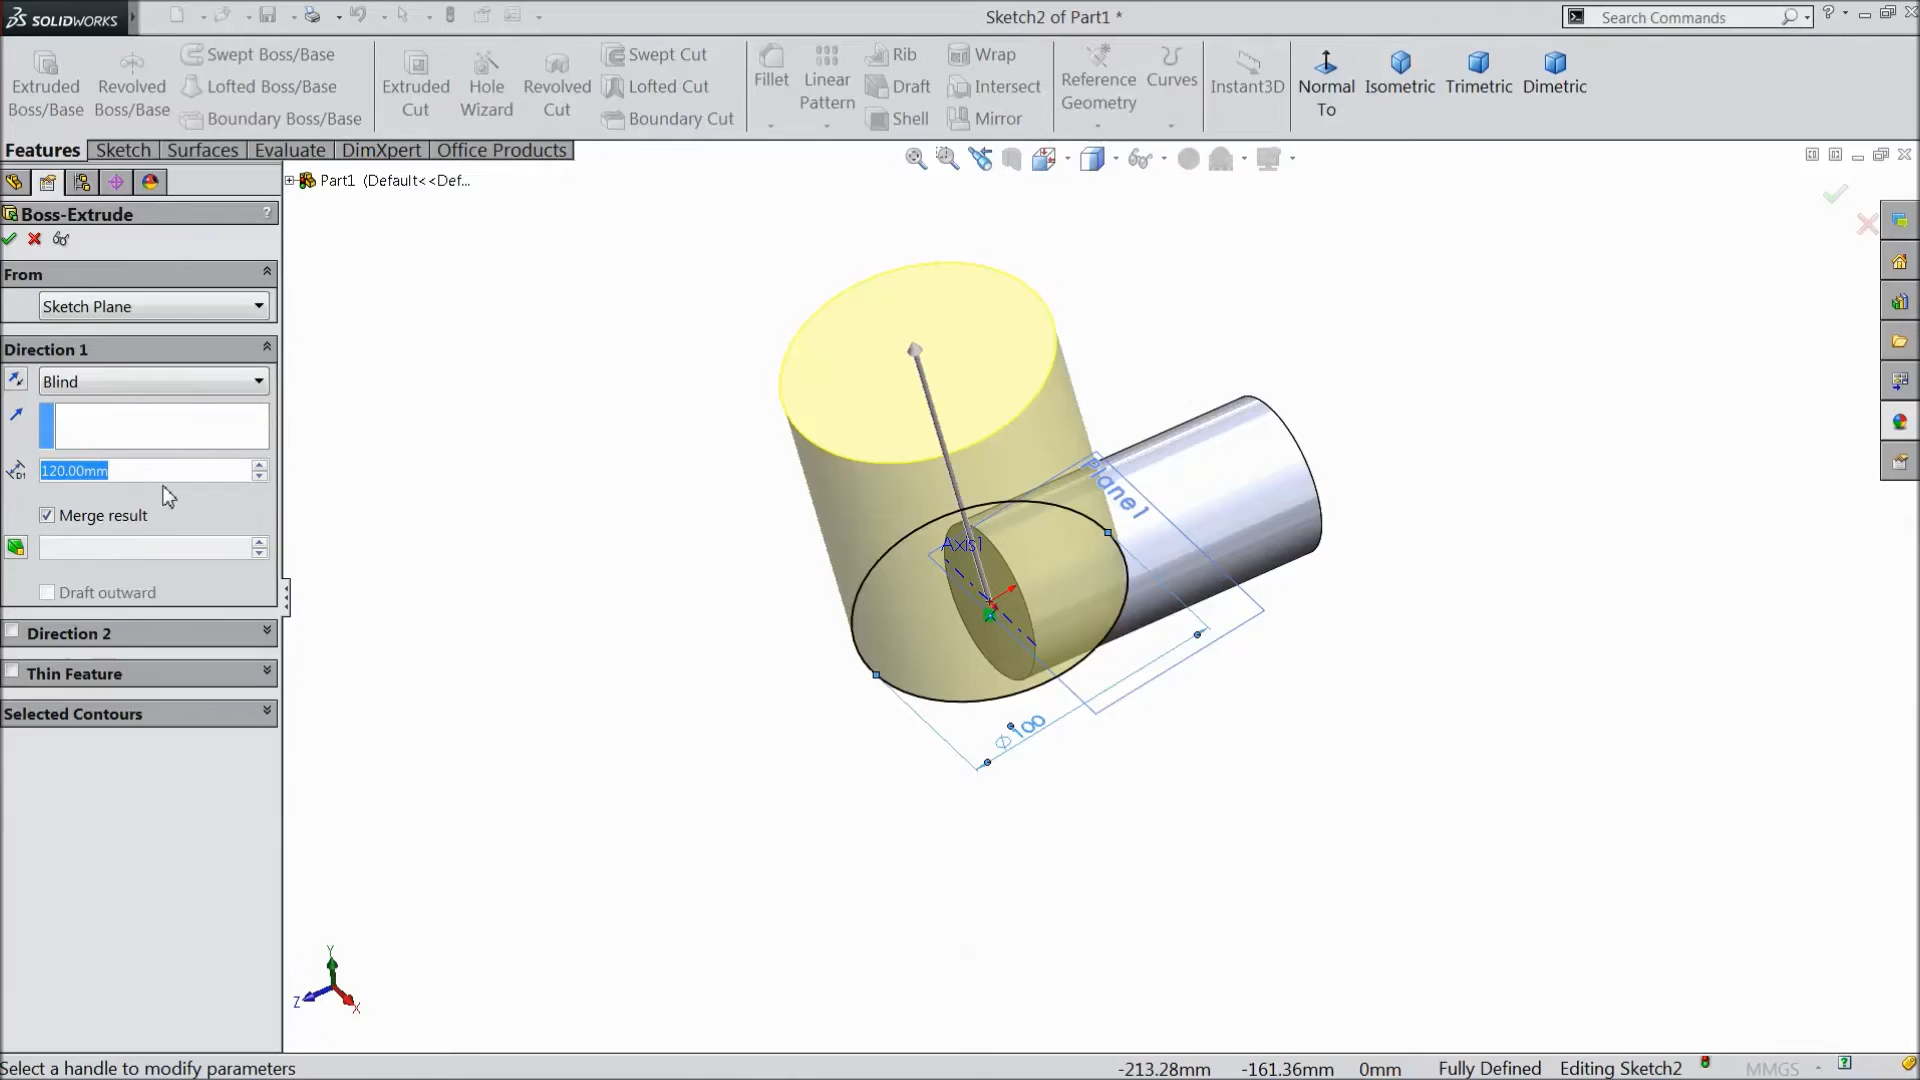 SOLIDWORKS
Sketch2 of Part1 *
Search Commands
Extruded Boss/Base
Revolved Boss/Base
Swept Boss/Base
Lofted Boss/Base
Boundary Boss/Base
Extruded Cut
Hole Wizard
Revolved Cut
Swept Cut
Lofted Cut
Boundary Cut
Fillet
Linear Pattern
Rib
Draft
Shell
Wrap
Intersect
Mirror
Reference Geometry
Curves
Instant3D
Normal To
Isometric
Trimetric
Dimetric
Features
Sketch
Surfaces
Evaluate
DimXpert
Office Products
Part1 (Default<<Def...
Boss-Extrude
?
From
Sketch Plane
Direction 1
Blind
D1
120.00mm
Merge result
Draft outward
Direction 2
Thin Feature
Selected Contours
Plane1
Axis1
Ø100
Y
Z
X
Select a handle to modify parameters
-213.28mm
-161.36mm
0mm
Fully Defined
Editing Sketch2
MMGS